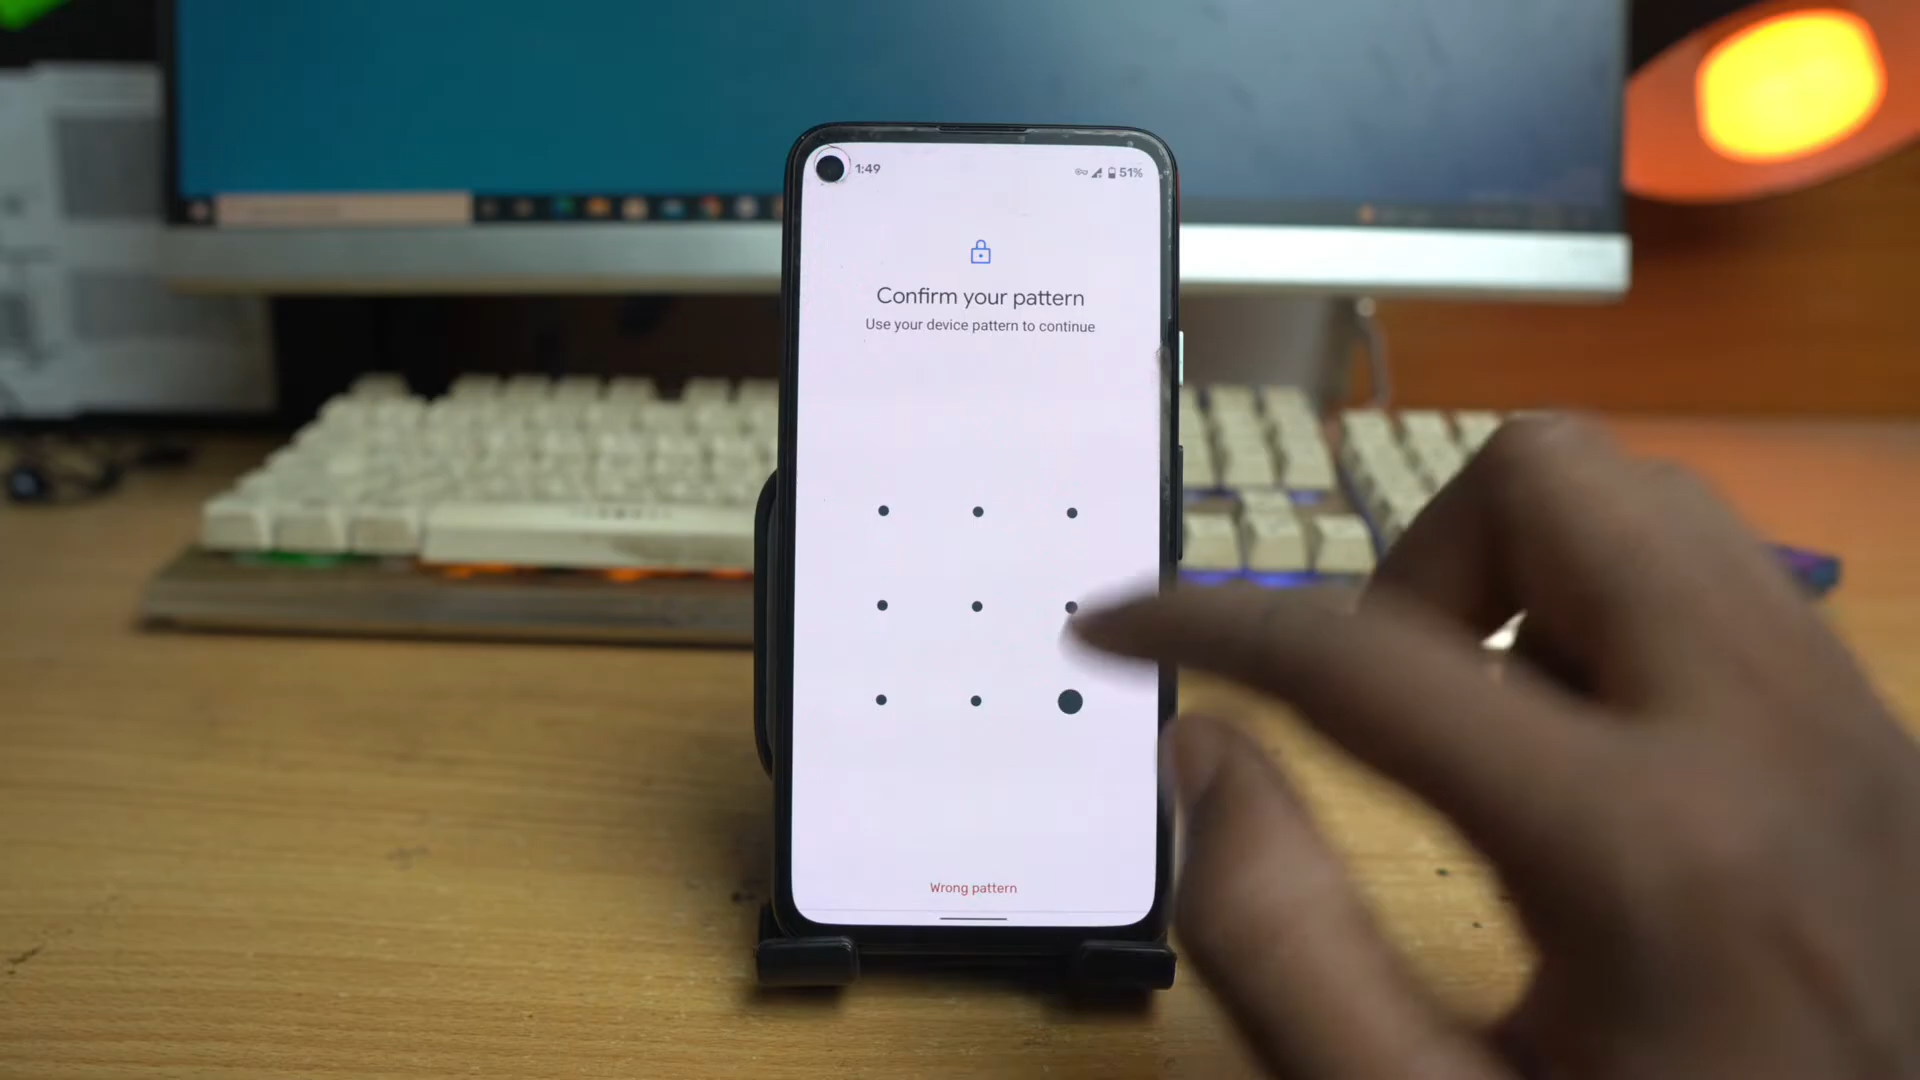 1:49
51%
Confirm your pattern
Use your device pattern to continue
Wrong pattern